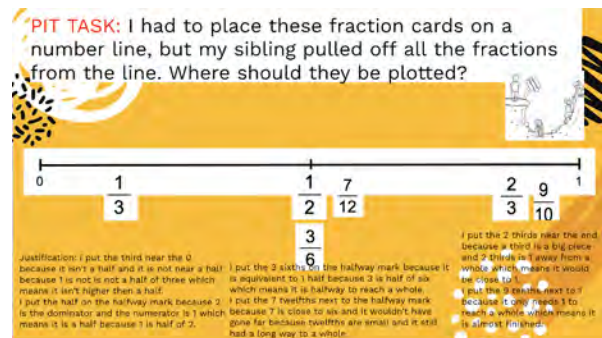 PIT TASK: I had to place these fraction cards on a
number line, but my sibling pulled off all the fractions
from the line. Where should they be plotted?
0
1
1/3
1/2
7/12
2/3
9/10
3/6
Justification: I put the third near the 0
because it isn't a half and it is not near a half
because 1 is not is not a half of three which
means it isn't higher then a half.
I put the half on the halfway mark because 2
is the dominator and the numerator is 1 which
means it is a half because 1 is half of 2.
I put the 3 sixths on the halfway mark because it
is equivalent to 1 half because 3 is half of six
which means it is halfway to reach a whole.
I put the 7 twelfths next to the halfway mark
because 7 is close to six and it wouldn't have
gone far because twelfths are small and it still
had a long way to a whole
I put the 2 thirds near the end
because a third is a big piece
and 2 thirds is 1 away from a
whole which means it would
be close to 1.
I put the 9 tenths next to 1
because it only needs 1 to
reach a whole which means it
is almost finished.